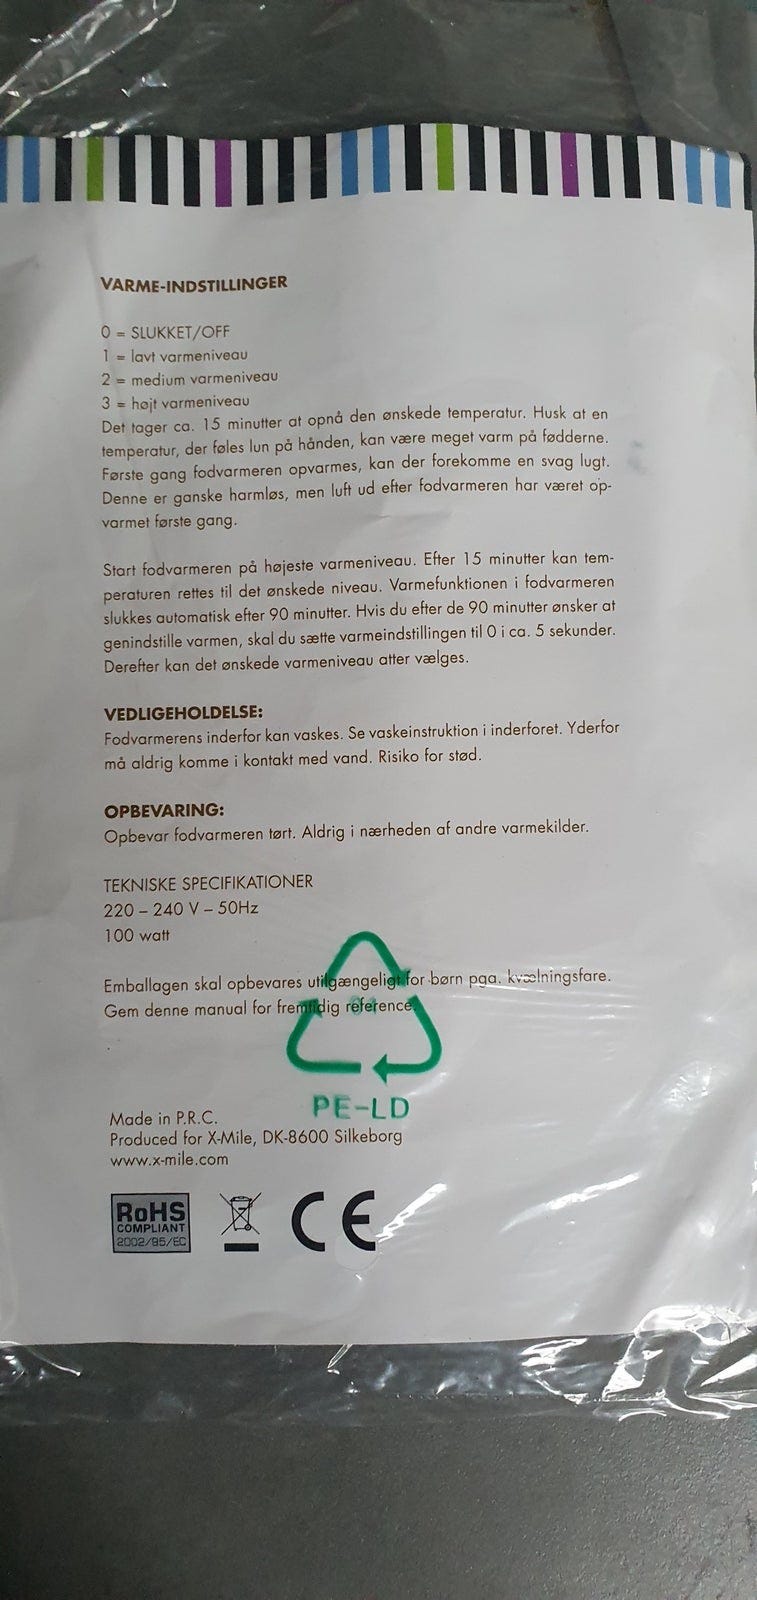 VARME-INDSTILLINGER
0 = SLUKKET/OFF
1 = lavt varmeniveau
2 = medium varmeniveau
3 = højt varmeniveau
Det tager ca. 15 minutter at opnå den ønskede temperatur. Husk at en
temperatur, der føles lun på hånden, kan være meget varm på fødderne.
Første gang fodvarmeren opvarmes, kan der forekomme en svag lugt.
Denne er ganske harmløs, men luft ud efter fodvarmeren har været op-
varmet første gang.
Start fodvarmeren på højeste varmeniveau. Efter 15 minutter kan tem-
peraturen rettes til det ønskede niveau. Varmefunktionen i fodvarmeren
slukkes automatisk efter 90 minutter. Hvis du efter de 90 minutter ønsker at
genindstille varmen, skal du sætte varmeindstillingen til 0 i ca. 5 sekunder.
Derefter kan det ønskede varmeniveau atter vælges.
VEDLIGEHOLDELSE:
Fodvarmerens inderfor kan vaskes. Se vaskeinstruktion i inderforet. Yderfor
må aldrig komme i kontakt med vand. Risiko for stød.
OPBEVARING:
Opbevar fodvarmeren tørt. Aldrig i nærheden af andre varmekilder.
TEKNISKE SPECIFIKATIONER
220 – 240 V – 50Hz
100 watt
Emballagen skal opbevares utilgængeligt for børn pga. kvælningsfare.
Gem denne manual for fremtidig reference.
04
PE-LD
Made in P.R.C.
Produced for X-Mile, DK-8600 Silkeborg
www.x-mile.com
RoHS
COMPLIANT
2002/95/EC
CE